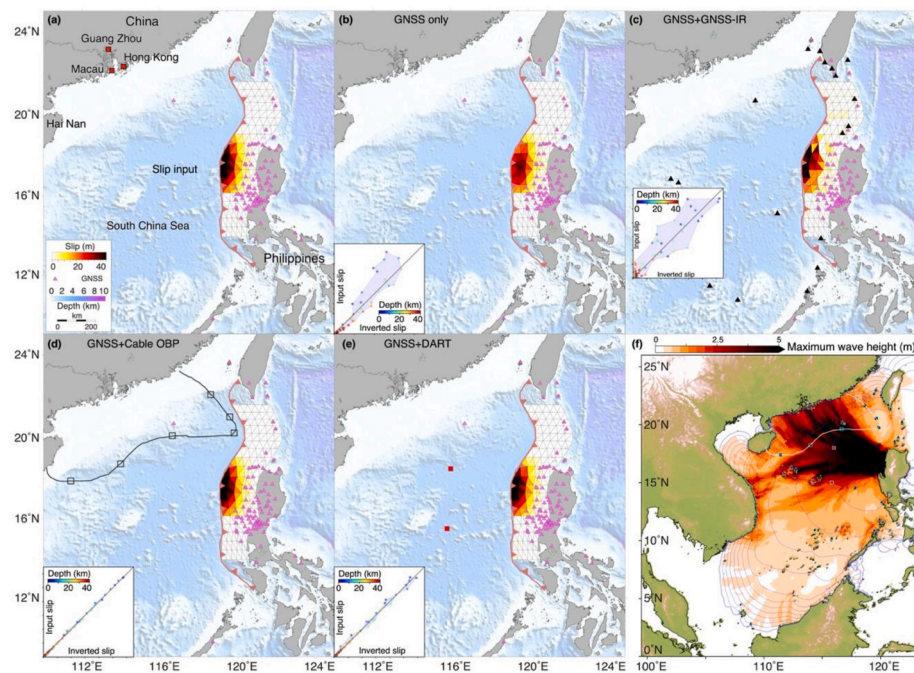 (a)
China
Guang Zhou
Hong Kong
Macau
Hai Nan
Slip input
South China Sea
Philippines
Slip (m)
0 20 40
GNSS
0 2 4 6 8 10
Depth (km)
km
0 200
24°N
20°N
16°N
12°N
(b) GNSS only
Depth (km)
0 20 40
Input slip
Inverted slip
(c) GNSS+GNSS-IR
Depth (km)
0 20 40
Input slip
Inverted slip
(d) GNSS+Cable OBP
Depth (km)
0 20 40
Input slip
Inverted slip
24°N
20°N
16°N
12°N
112°E 116°E 120°E 124°E
(e) GNSS+DART
Depth (km)
0 20 40
Input slip
Inverted slip
112°E 116°E 120°E 124°E
(f)
0 2.5 5 Maximum wave height (m)
25°N
20°N
15°N
10°N
5°N
0°N
100°E 110°E 120°E